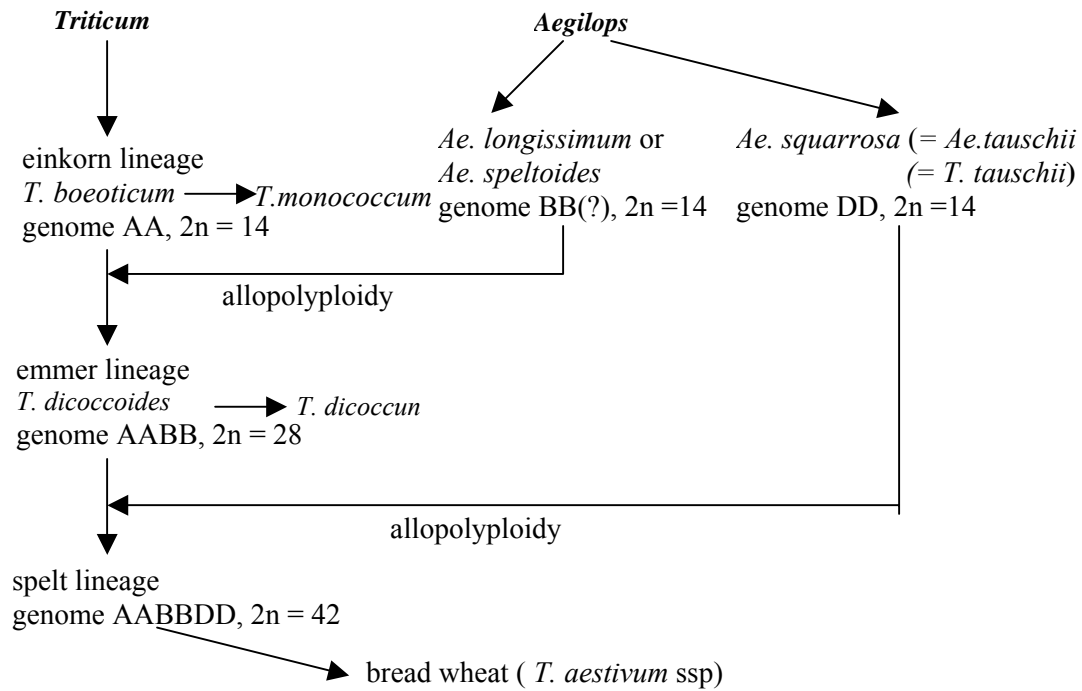 Triticum
Aegilops
einkorn lineage
T. boeoticum
T.monococcum
genome AA, 2n = 14
Ae. longissimum or
Ae. speltoides
genome BB(?), 2n =14
Ae. squarrosa (= Ae.tauschii
(= T. tauschii)
genome DD, 2n =14
allopolyploidy
emmer lineage
T. dicoccoides
T. dicoccun
genome AABB, 2n = 28
allopolyploidy
spelt lineage
genome AABBDD, 2n = 42
bread wheat ( T. aestivum ssp)